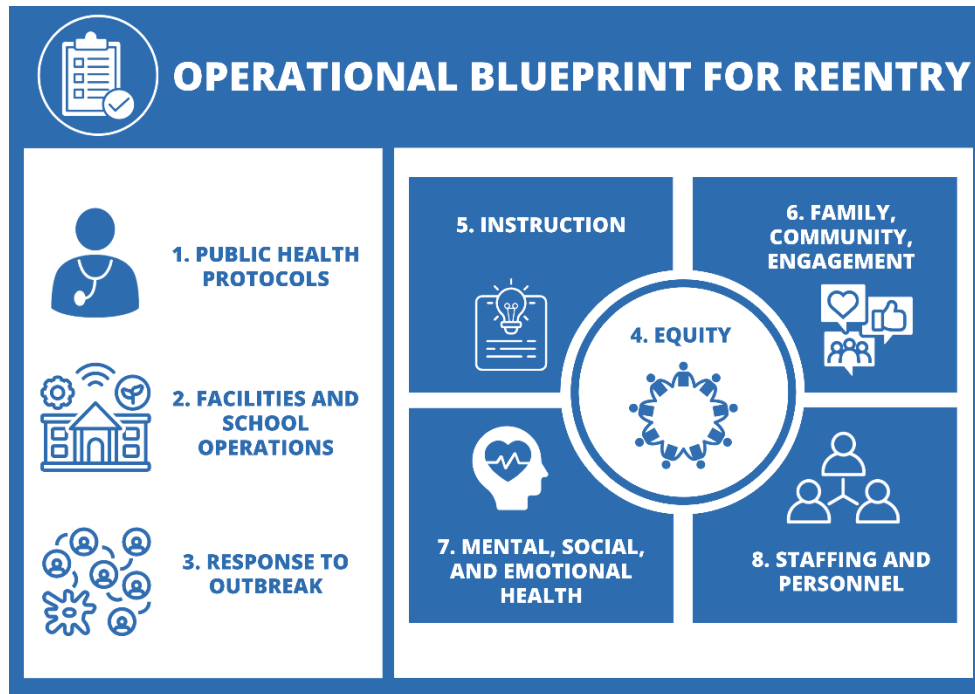 OPERATIONAL BLUEPRINT FOR REENTRY
1. PUBLIC HEALTH
PROTOCOLS
2. FACILITIES AND
SCHOOL
OPERATIONS
3. RESPONSE TO
OUTBREAK
4. EQUITY
5. INSTRUCTION
6. FAMILY,
COMMUNITY,
ENGAGEMENT
7. MENTAL, SOCIAL,
AND EMOTIONAL
HEALTH
8. STAFFING AND
PERSONNEL